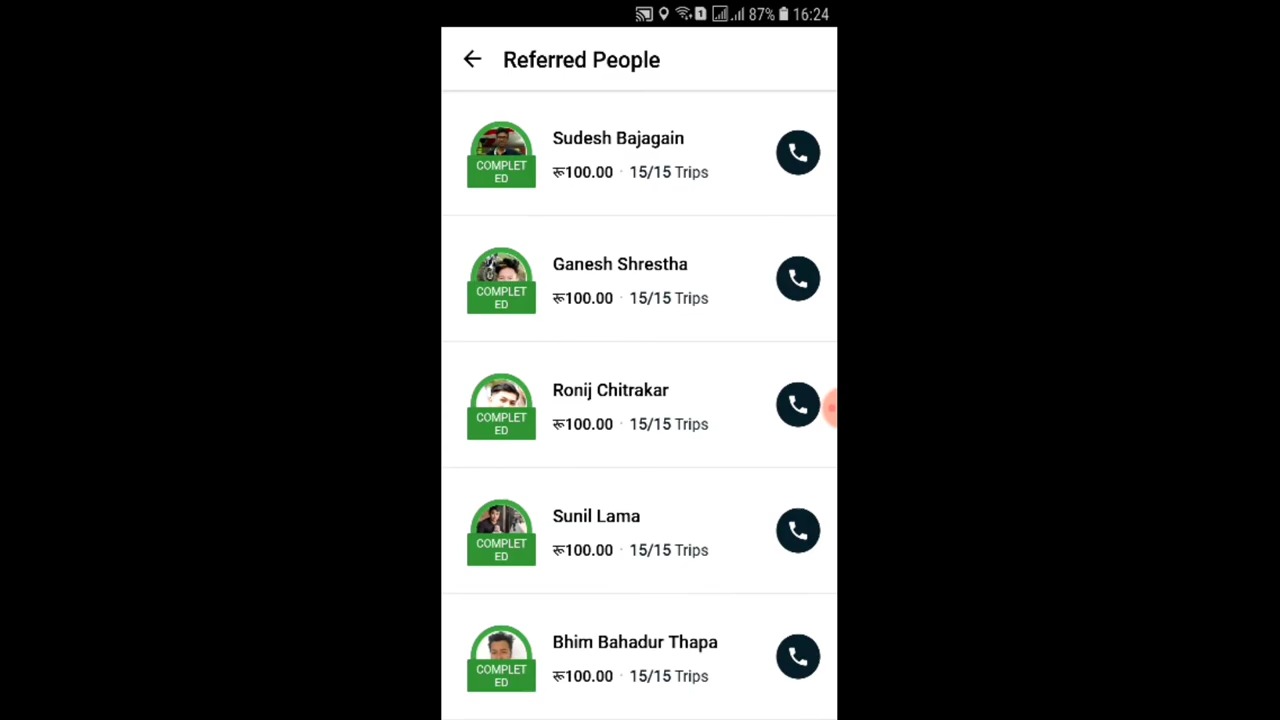 87% 16:24
Referred People
Sudesh Bajagain
COMPLET
ED
रू100.00 · 15/15 Trips
Ganesh Shrestha
COMPLET
ED
रू100.00 · 15/15 Trips
Ronij Chitrakar
COMPLET
ED
रू100.00 · 15/15 Trips
Sunil Lama
COMPLET
ED
रू100.00 · 15/15 Trips
Bhim Bahadur Thapa
COMPLET
ED
रू100.00 · 15/15 Trips